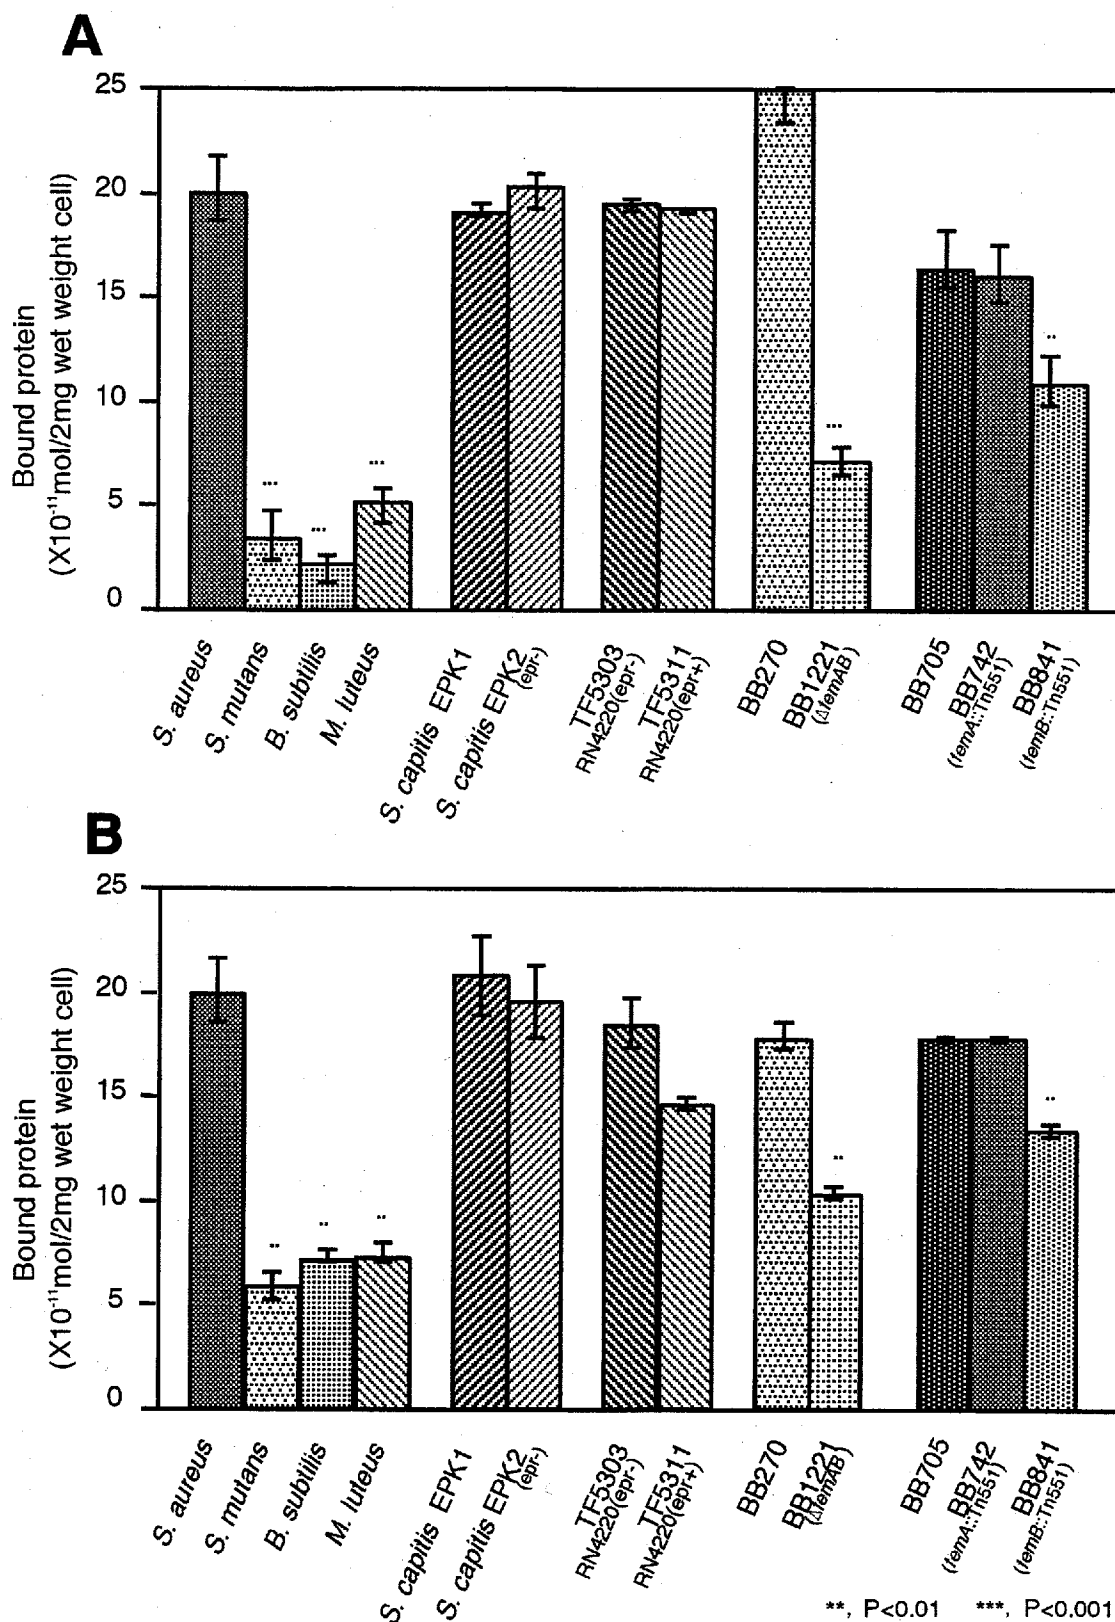 A
25
20
15
10
5
0
Bound protein
(X10⁻¹¹mol/2mg wet weight cell)
***
***
***
***
**
S. aureus
S. mutans
B. subtilis
M. luteus
S. capitis EPK1
S. capitis EPK2
(epr-)
TF5303
RN4220(epr-)
TF5311
RN4220(epr+)
BB270
BB1221
(ΔfemAB)
BB705
BB742
(femA::Tn551)
BB841
(femB::Tn551)
B
25
20
15
10
5
0
Bound protein
(X10⁻¹¹mol/2mg wet weight cell)
**
**
**
**
**
S. aureus
S. mutans
B. subtilis
M. luteus
S. capitis EPK1
S. capitis EPK2
(epr-)
TF5303
RN4220(epr-)
TF5311
RN4220(epr+)
BB270
BB1221
(ΔfemAB)
BB705
BB742
(femA::Tn551)
BB841
(femB::Tn551)
**, P<0.01 ***, P<0.001